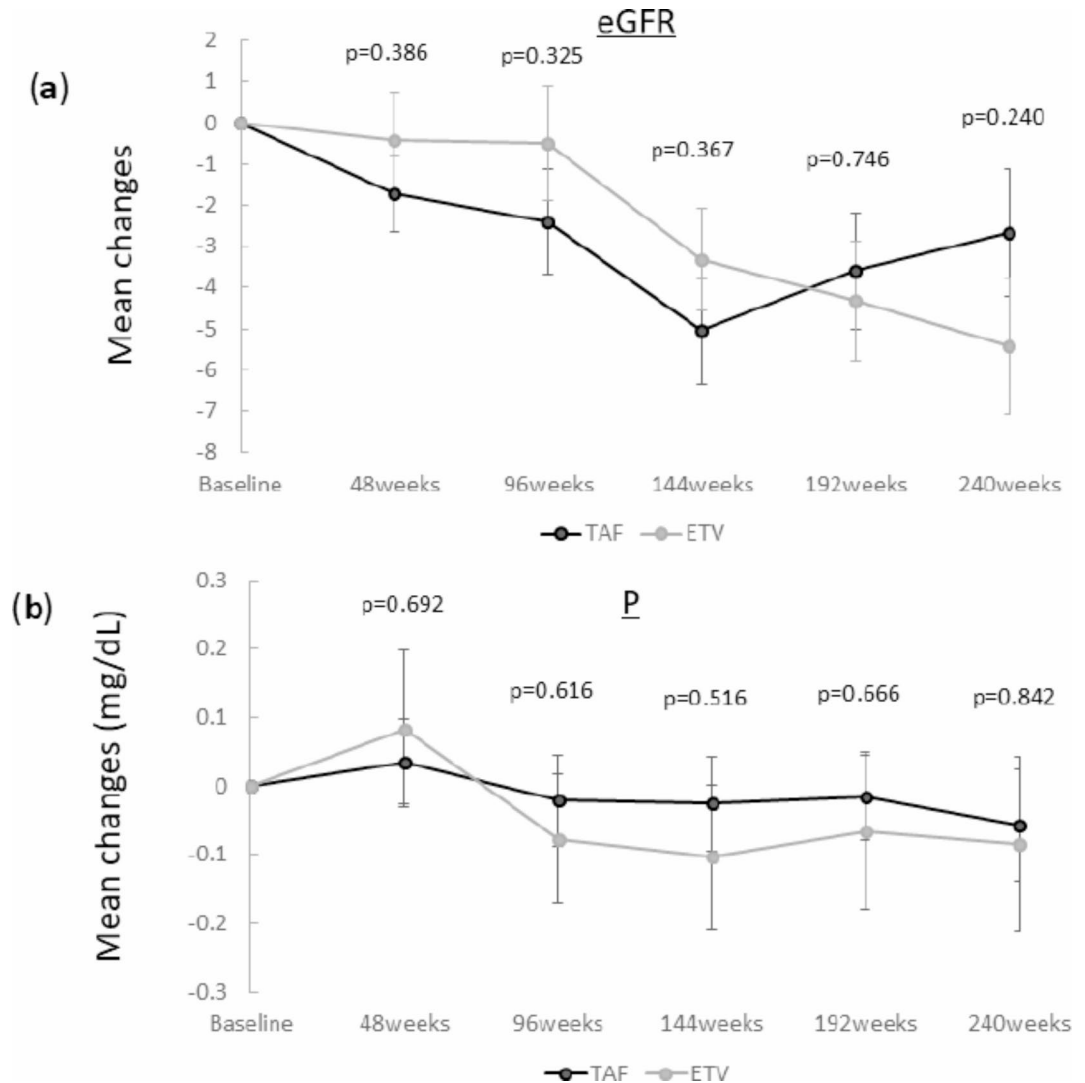 eGFR
(a)
Mean changes
2
1
0
-1
-2
-3
-4
-5
-6
-7
-8
p=0.386
p=0.325
p=0.367
p=0.746
p=0.240
Baseline 48weeks 96weeks 144weeks 192weeks 240weeks
TAF ETV
(b)
P
Mean changes (mg/dL)
0.3
0.2
0.1
0
-0.1
-0.2
-0.3
p=0.692
p=0.616
p=0.516
p=0.666
p=0.842
Baseline 48weeks 96weeks 144weeks 192weeks 240weeks
TAF ETV